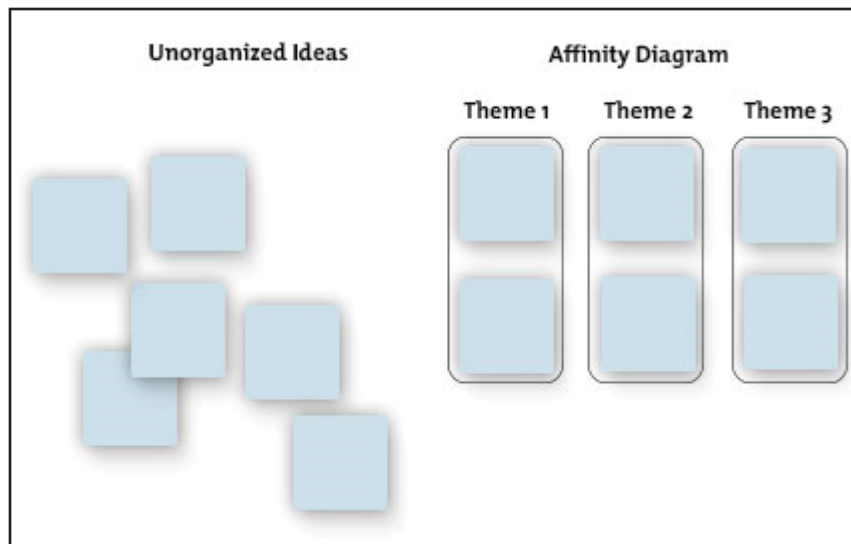 Unorganized Ideas
Affinity Diagram
Theme 1
Theme 2
Theme 3